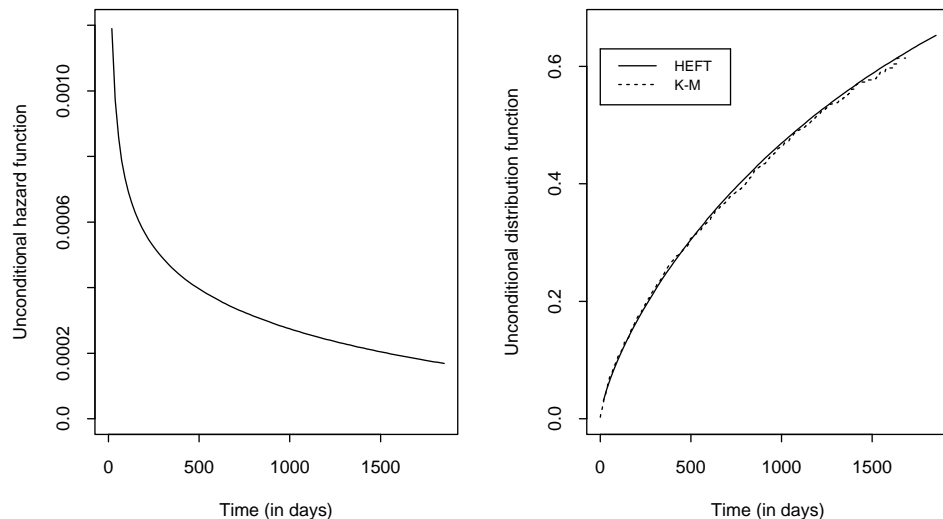 Unconditional hazard function
0.0010
0.0006
0.0002
0.0
0
500
1000
1500
Time (in days)
Unconditional distribution function
0.6
0.4
0.2
0.0
HEFT
K-M
0
500
1000
1500
Time (in days)